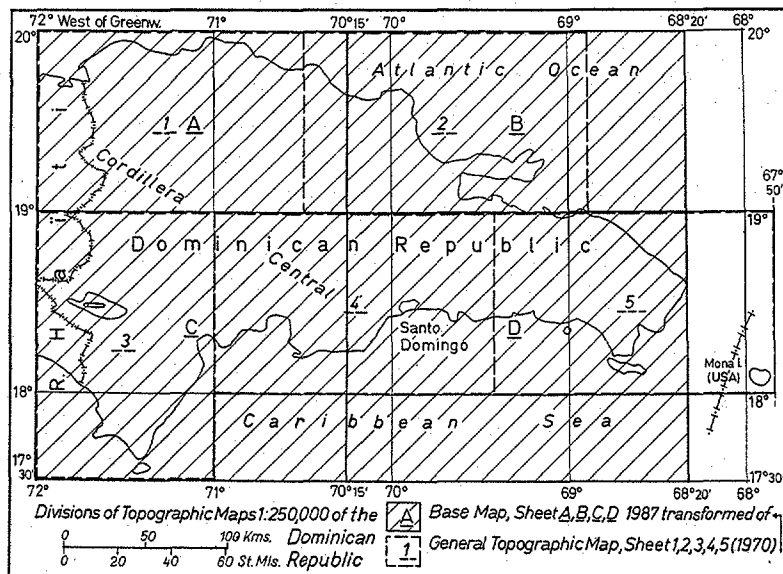 72° West of Greenw. 71° 70°15' 70° 69° 68°20' 68°
20° 20°
Atlantic Ocean
1 A 2 B
Cordillera
67°
50'
19° 19°
Dominican Republic
Central
4 5
R. Haiti
3 C Santo Domingo D
Mona I.
(USA)
18° 18°
Caribbean Sea
17°
30' 17°30'
72° 71° 70°15' 70° 69° 68°20' 68°
Divisions of Topographic Maps 1:250,000 of the Dominican Republic
0 100 Kms.
0 20 40 60 St. Mls.
A Base Map, Sheet A,B,C,D 1987 transformed of
1 General Topographic Map, Sheet 1,2,3,4,5 (1970)